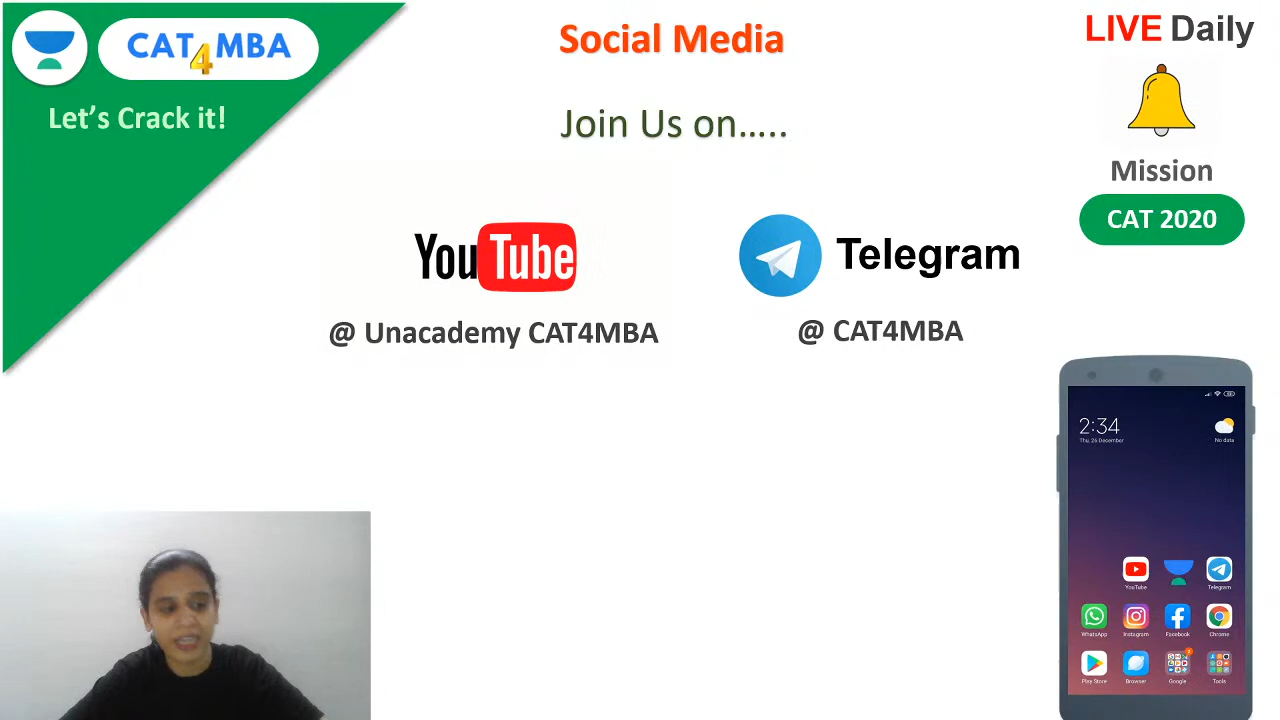 CAT4MBA
Let's Crack it!
Social Media
Join Us on.....
YouTube
@ Unacademy CAT4MBA
Telegram
@ CAT4MBA
LIVE Daily
Mission
CAT 2020
2:34
Thu, 26 December
No data
YouTube
Telegram
WhatsApp
Instagram
Facebook
Chrome
Play Store
Browser
Google
Tools